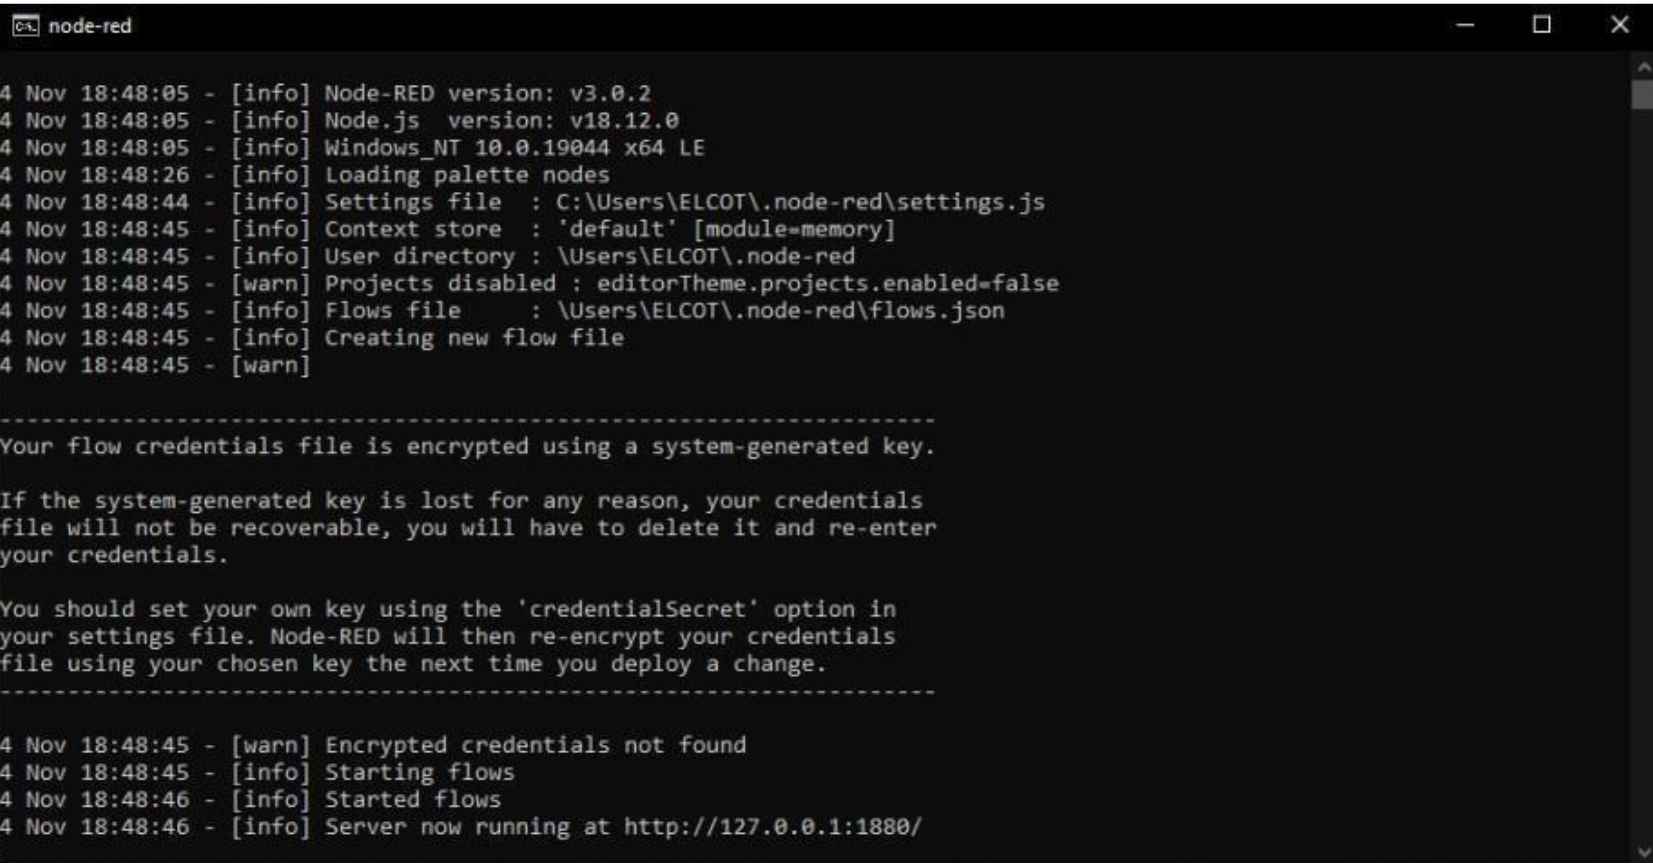 node-red
4 Nov 18:48:05 - [info] Node-RED version: v3.0.2
4 Nov 18:48:05 - [info] Node.js  version: v18.12.0
4 Nov 18:48:05 - [info] Windows_NT 10.0.19044 x64 LE
4 Nov 18:48:26 - [info] Loading palette nodes
4 Nov 18:48:44 - [info] Settings file  : C:\Users\ELCOT\.node-red\settings.js
4 Nov 18:48:45 - [info] Context store  : 'default' [module=memory]
4 Nov 18:48:45 - [info] User directory : \Users\ELCOT\.node-red
4 Nov 18:48:45 - [warn] Projects disabled : editorTheme.projects.enabled=false
4 Nov 18:48:45 - [info] Flows file     : \Users\ELCOT\.node-red\flows.json
4 Nov 18:48:45 - [info] Creating new flow file
4 Nov 18:48:45 - [warn]
---------------------------------------------------------------------
Your flow credentials file is encrypted using a system-generated key.
If the system-generated key is lost for any reason, your credentials
file will not be recoverable, you will have to delete it and re-enter
your credentials.
You should set your own key using the 'credentialSecret' option in
your settings file. Node-RED will then re-encrypt your credentials
file using your chosen key the next time you deploy a change.
---------------------------------------------------------------------
4 Nov 18:48:45 - [warn] Encrypted credentials not found
4 Nov 18:48:45 - [info] Starting flows
4 Nov 18:48:46 - [info] Started flows
4 Nov 18:48:46 - [info] Server now running at http://127.0.0.1:1880/